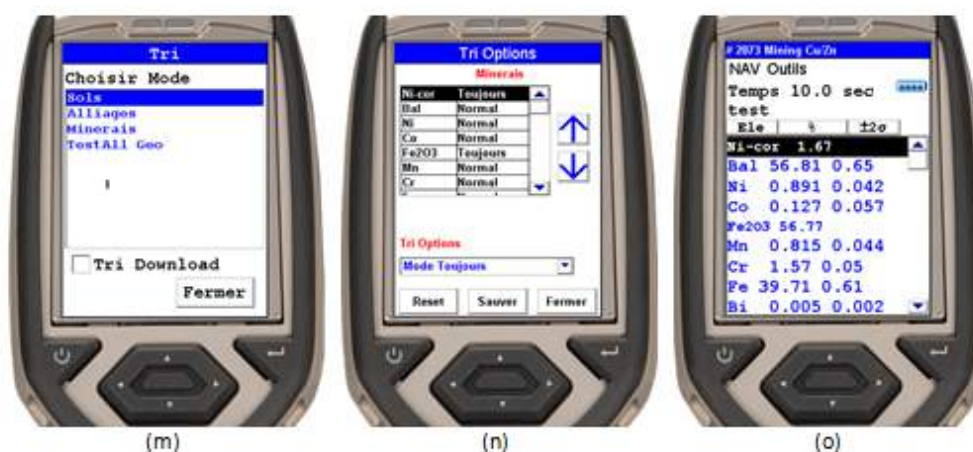 Tri
Choisir Mode
Sols
Alliages
Minerais
TestAll Geo
Tri Download
Fermer
(m)
Tri Options
Minerais
Ni-cor Toujours
Bal Normal
Ni Normal
Co Normal
Fe2O3 Toujours
Mn Normal
Cr Normal
Tri Options
Mode Toujours
Reset Sauver Fermer
(n)
# 2073 Mining Cu/Zn
NAV Outils
Temps 10.0 sec
test
Ele % ±2σ
Ni-cor 1.67
Bal 56.81 0.65
Ni 0.891 0.042
Co 0.127 0.057
Fe2O3 56.77
Mn 0.815 0.044
Cr 1.57 0.05
Fe 39.71 0.61
Bi 0.005 0.002
(o)